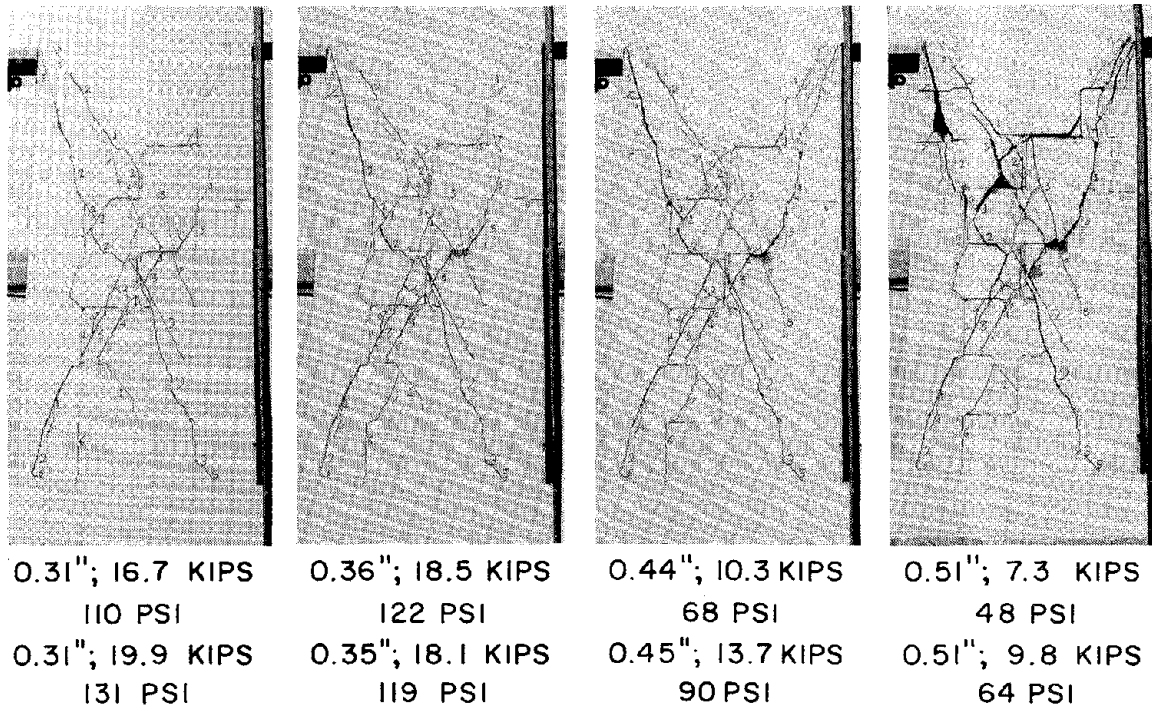 0.31"; 16.7 KIPS
110 PSI
0.31"; 19.9 KIPS
131 PSI
0.36"; 18.5 KIPS
122 PSI
0.35"; 18.1 KIPS
119 PSI
0.44"; 10.3 KIPS
68 PSI
0.45"; 13.7 KIPS
90 PSI
0.51"; 7.3 KIPS
48 PSI
0.51"; 9.8 KIPS
64 PSI